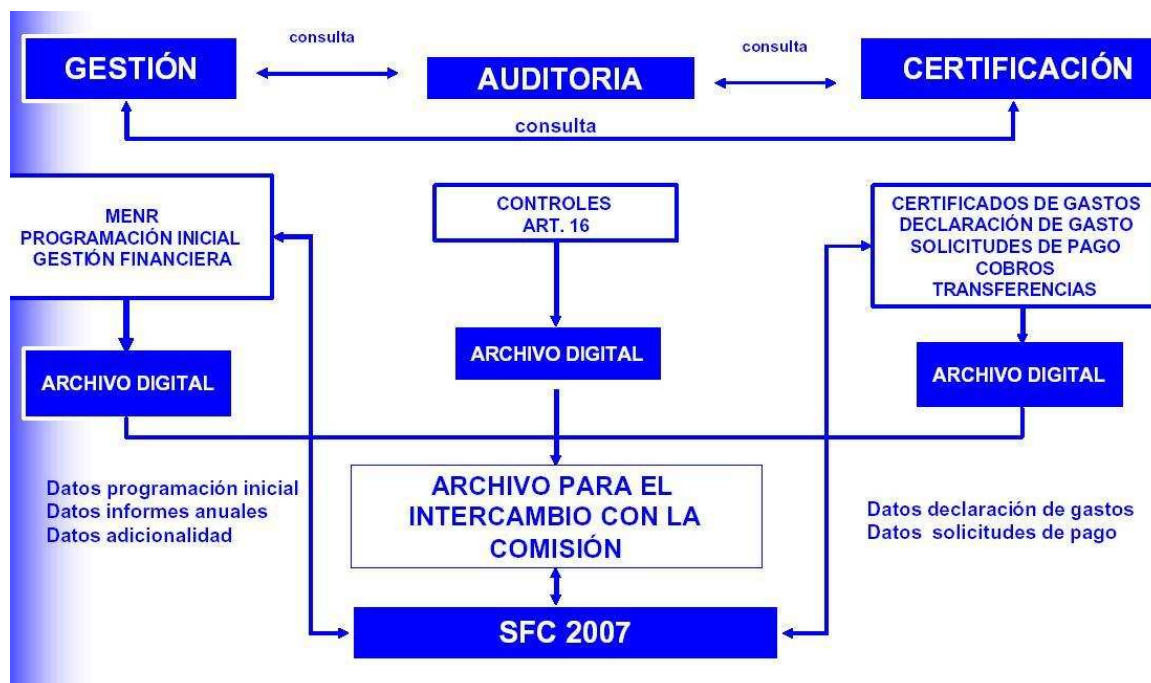 consulta
consulta
GESTIÓN
AUDITORIA
CERTIFICACIÓN
consulta
MENR
PROGRAMACIÓN INICIAL
GESTIÓN FINANCIERA
CONTROLES
ART. 16
CERTIFICADOS DE GASTOS
DECLARACIÓN DE GASTO
SOLICITUDES DE PAGO
COBROS
TRANSFERENCIAS
ARCHIVO DIGITAL
ARCHIVO DIGITAL
ARCHIVO DIGITAL
Datos programación inicial
Datos informes anuales
Datos adicionalidad
ARCHIVO PARA EL
INTERCAMBIO CON LA
COMISIÓN
Datos declaración de gastos
Datos solicitudes de pago
SFC 2007